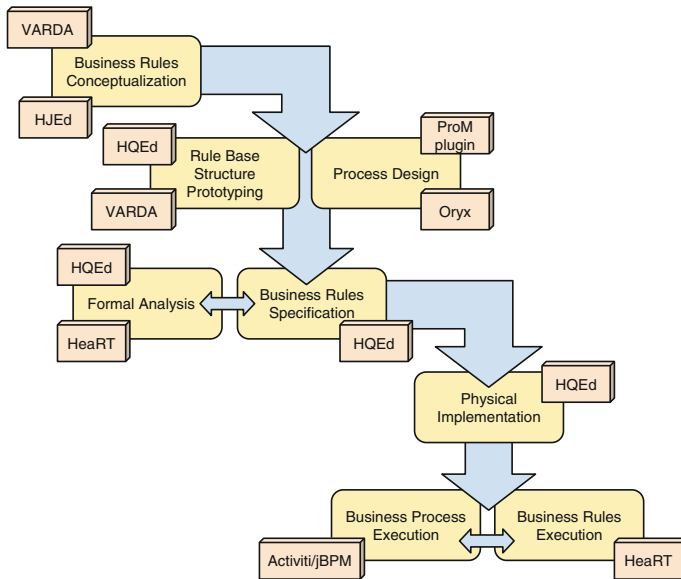 VARDA
Business Rules
Conceptualization
HJEd
HQEd
Rule Base
Structure
Prototyping
VARDA
ProM
plugin
Process Design
Oryx
HQEd
Formal Analysis
HeaRT
Business Rules
Specification
HQEd
HQEd
Physical
Implementation
Business Process
Execution
Activiti/jBPM
Business Rules
Execution
HeaRT